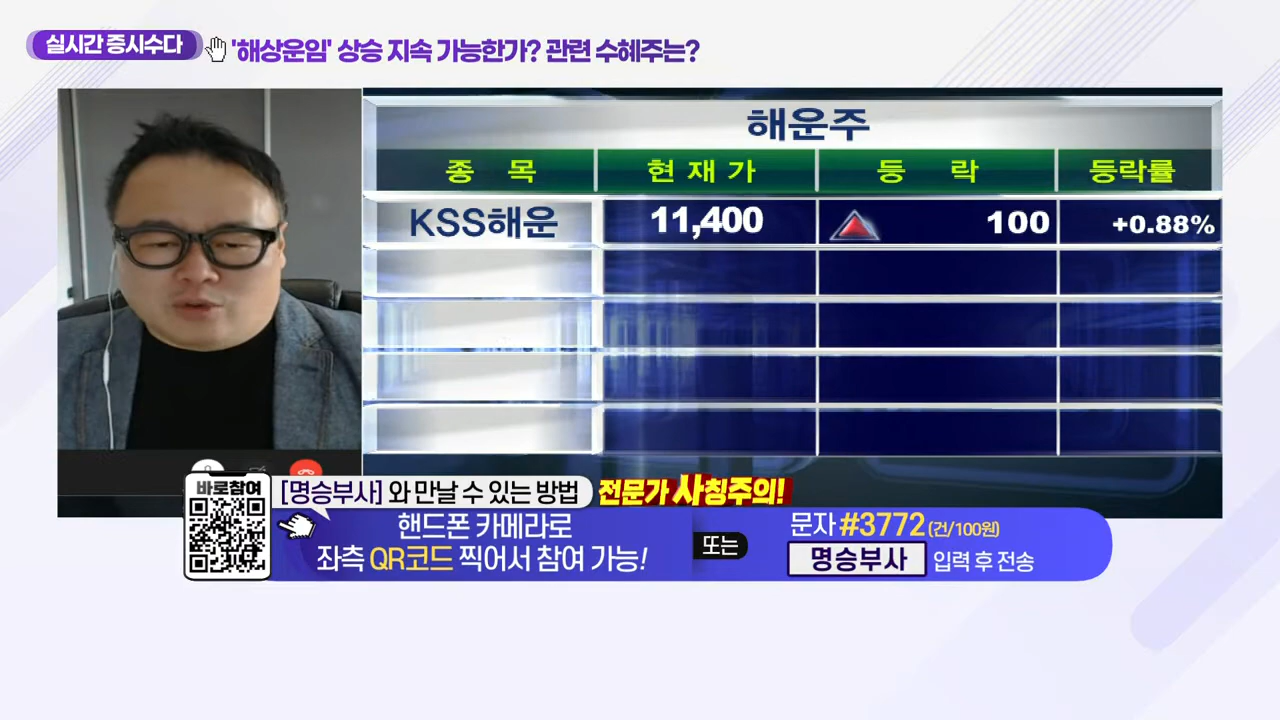 실시간 증시수다
'해상운임' 상승 지속 가능한가? 관련 수혜주는?
해운주
종 목 현 재 가 등 락 등락률
KSS해운 11,400 100 +0.88%
바로참여
[명승부사] 와 만날 수 있는 방법 전문가 사칭주의!
핸드폰 카메라로
좌측 QR코드 찍어서 참여 가능!
또는
문자 #3772 (건/100원)
명승부사 입력 후 전송